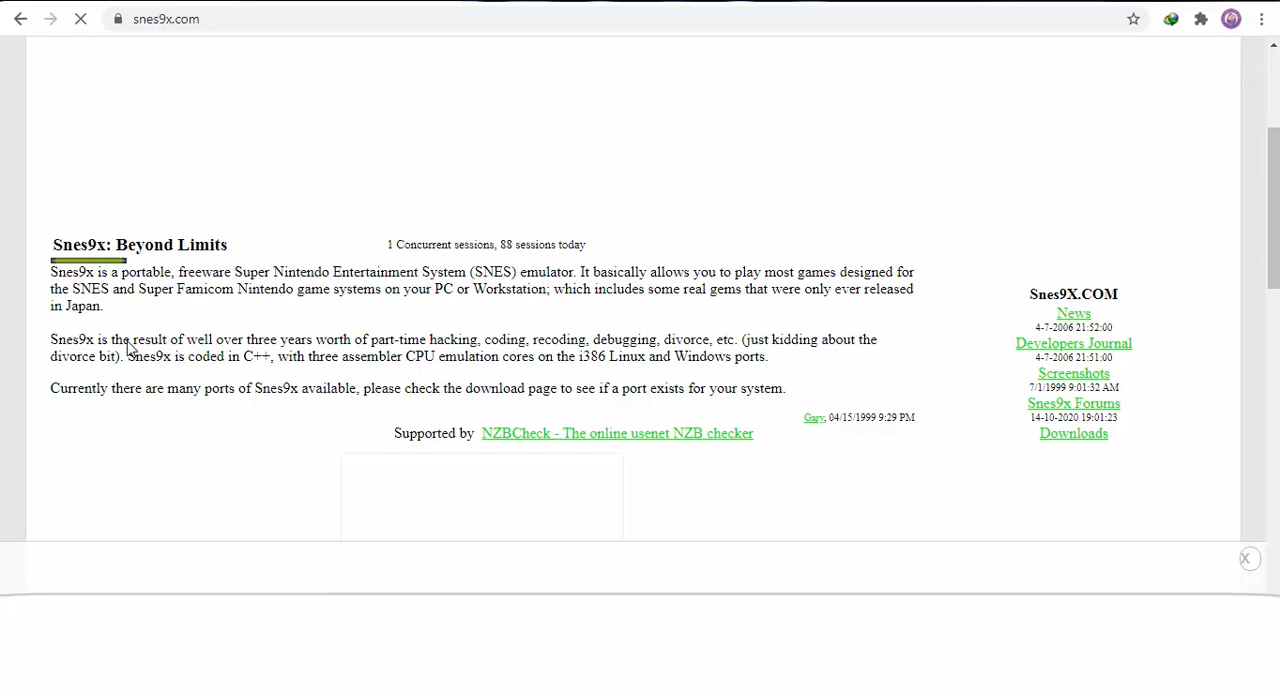 snes9x.com
Snes9x: Beyond Limits
1 Concurrent sessions, 88 sessions today
Snes9x is a portable, freeware Super Nintendo Entertainment System (SNES) emulator. It basically allows you to play most games designed for
the SNES and Super Famicom Nintendo game systems on your PC or Workstation; which includes some real gems that were only ever released
in Japan.
Snes9x is the result of well over three years worth of part-time hacking, coding, recoding, debugging, divorce, etc. (just kidding about the
divorce bit). Snes9x is coded in C++, with three assembler CPU emulation cores on the i386 Linux and Windows ports.
Currently there are many ports of Snes9x available, please check the download page to see if a port exists for your system.
Gary, 04/15/1999 9:29 PM
Supported by NZBCheck - The online usenet NZB checker
Snes9X.COM
News
4-7-2006 21:52:00
Developers Journal
4-7-2006 21:51:00
Screenshots
7/1/1999 9:01:32 AM
Snes9x Forums
14-10-2020 19:01:23
Downloads
X